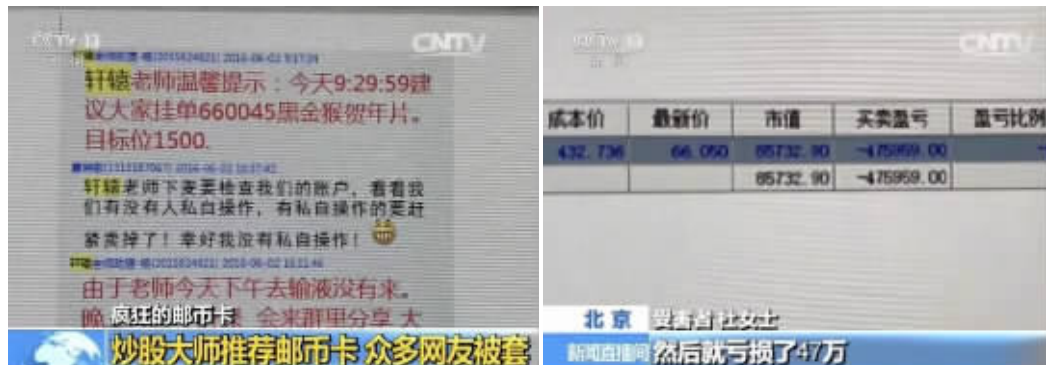 CNTV
轩辕老师温馨提示：今天9:29:59建
议大家挂单660045黑金猴贺年片。
目标位1500.
轩辕老师下麦要检查我们的账户，看看我
们有没有人私自操作，有私自操作的要赶
紧卖掉了！幸好我没有私自操作！
由于老师今天下午去输液没有来。
晚 会来群里分享 大
疯狂的邮币卡
炒股大师推荐邮币卡 众多网友被套
CNTV
成本价 最新价 市值 买卖盈亏 盈亏比例
432.736 66.050 85732.90 -475959.00
85732.90 -475959.00
北京 受害者 杜女士
新闻直播间 然后就亏损了47万